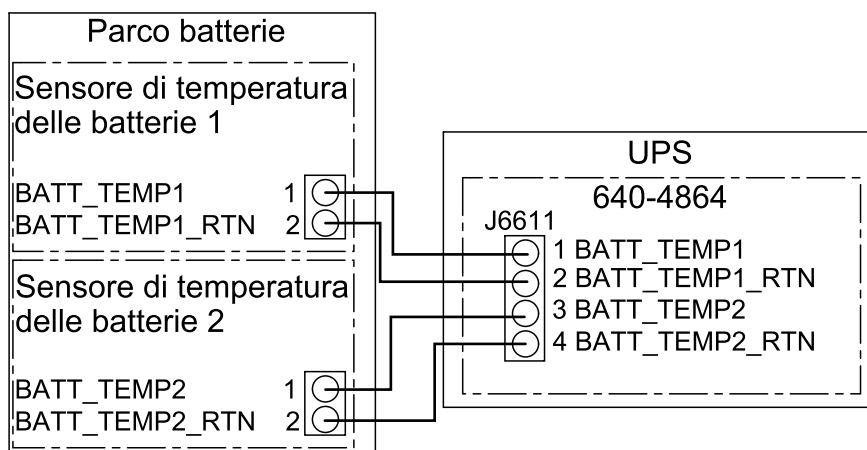 Parco batterie
Sensore di temperatura
delle batterie 1
BATT_TEMP1 1
BATT_TEMP1_RTN 2
Sensore di temperatura
delle batterie 2
BATT_TEMP2 1
BATT_TEMP2_RTN 2
UPS
640-4864
J6611
1 BATT_TEMP1
2 BATT_TEMP1_RTN
3 BATT_TEMP2
4 BATT_TEMP2_RTN